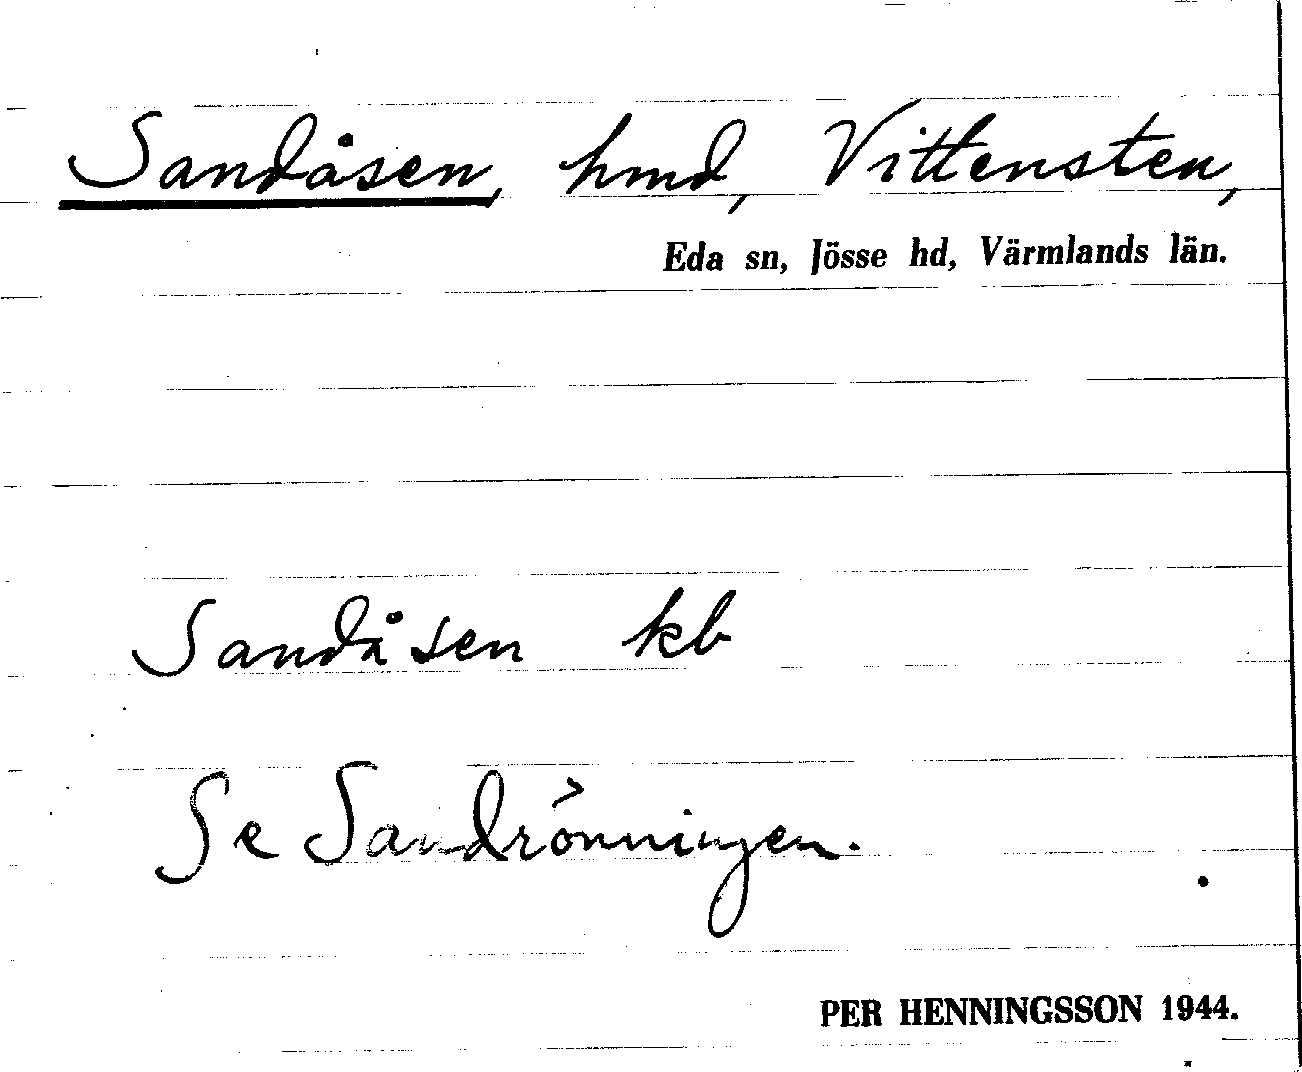 Sandåsen, hmd, Vittensten,
Eda sn, Jösse hd, Värmlands län.
Sandåsen kb
Se Sandrönningen.
PER HENNINGSSON 1944.